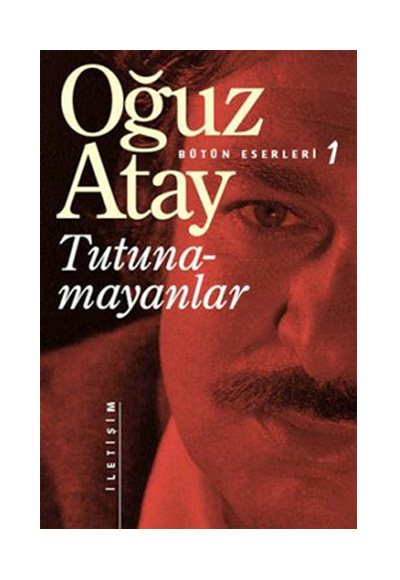 Oğuz
BÜTÜN ESERLERİ 1
Atay
Tutuna-
mayanlar
İLETİŞİM